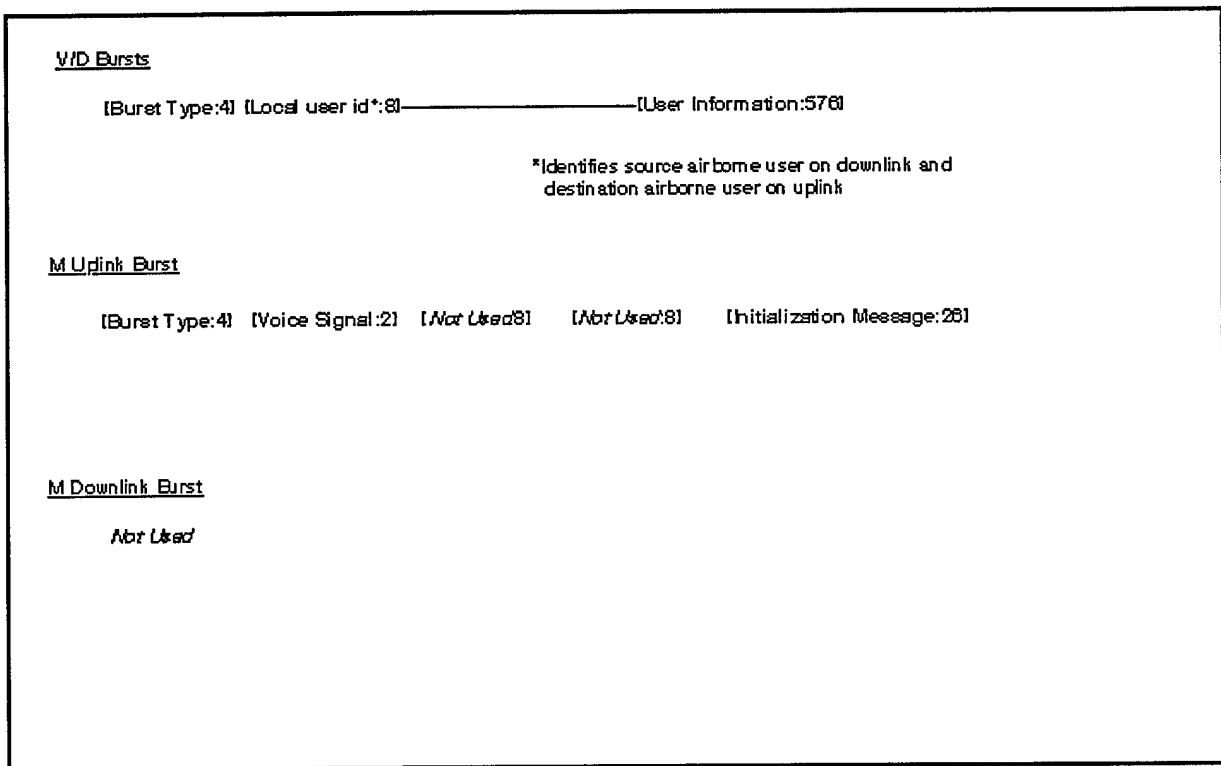 V/D Bursts
[Burst Type:4] [Local user id*:8]————[User Information:576]
*Identifies source airborne user on downlink and
destination airborne user on uplink
M Uplink Burst
[Burst Type:4] [Voice Signal:2] [Not Used8] [Not Used:8] [Initialization Message:26]
M Downlink Burst
Not Used